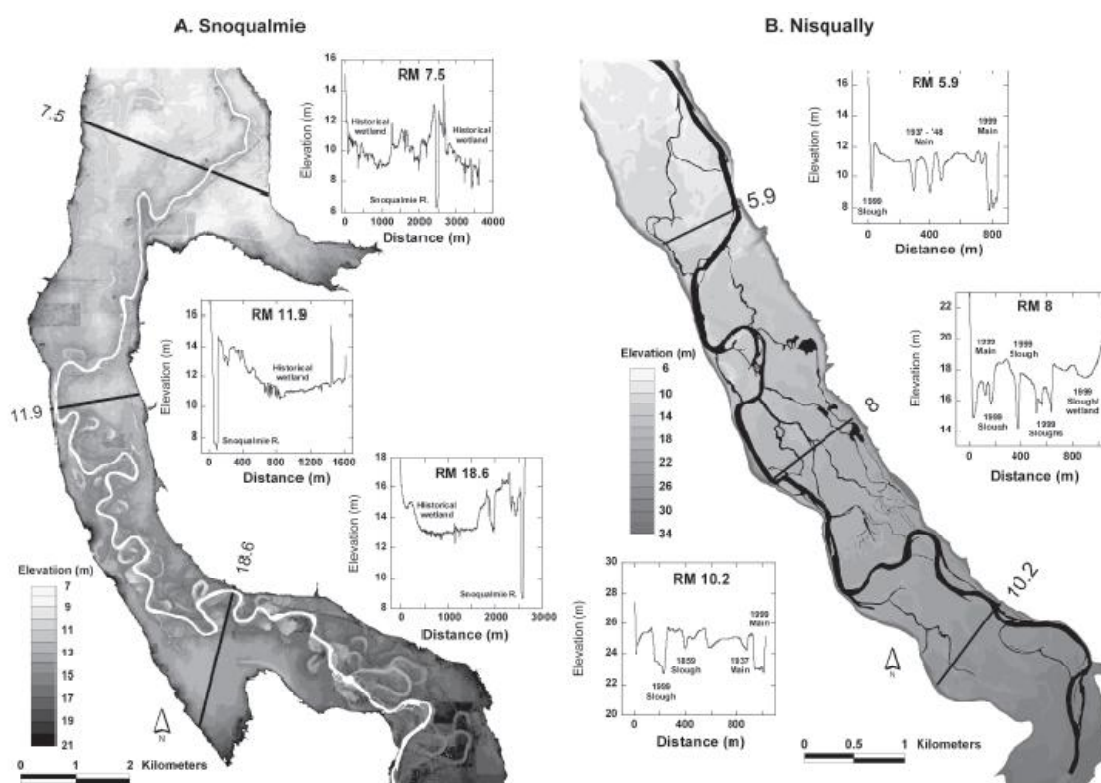 A. Snoqualmie
7.5
11.9
18.6
RM 7.5
Elevation (m)
16
14
12
10
8
6
Historical
wetland
Historical
wetland
Snoqualmie R.
0 1000 2000 3000 4000
Distance (m)
RM 11.9
Elevation (m)
16
14
12
10
8
Historical
wetland
Snoqualmie R.
0 400 800 1200 1600
Distance (m)
RM 18.6
Elevation (m)
18
16
14
12
10
8
Historical
wetland
Snoqualmie R.
0 1000 2000 3000
Distance (m)
Elevation (m)
7
9
11
13
15
17
19
21
N
0 1 2 Kilometers
B. Nisqually
5.9
8
10.2
RM 5.9
Elevation (m)
16
14
12
10
8
1937 - '48
Main
1999
Main
1999
Slough
0 400 800
Distance (m)
RM 8
Elevation (m)
22
20
18
16
14
1999
Main
1999
Slough
1999
Slough
1999
Sloughs
1999
Slough/
wetland
0 400 800
Distance (m)
Elevation (m)
6
10
14
18
22
26
30
34
RM 10.2
Elevation (m)
30
28
26
24
22
20
1999
Main
1859
Slough
1937
Main
1999
Slough
0 400 800
Distance (m)
N
0 0.5 1
Kilometers